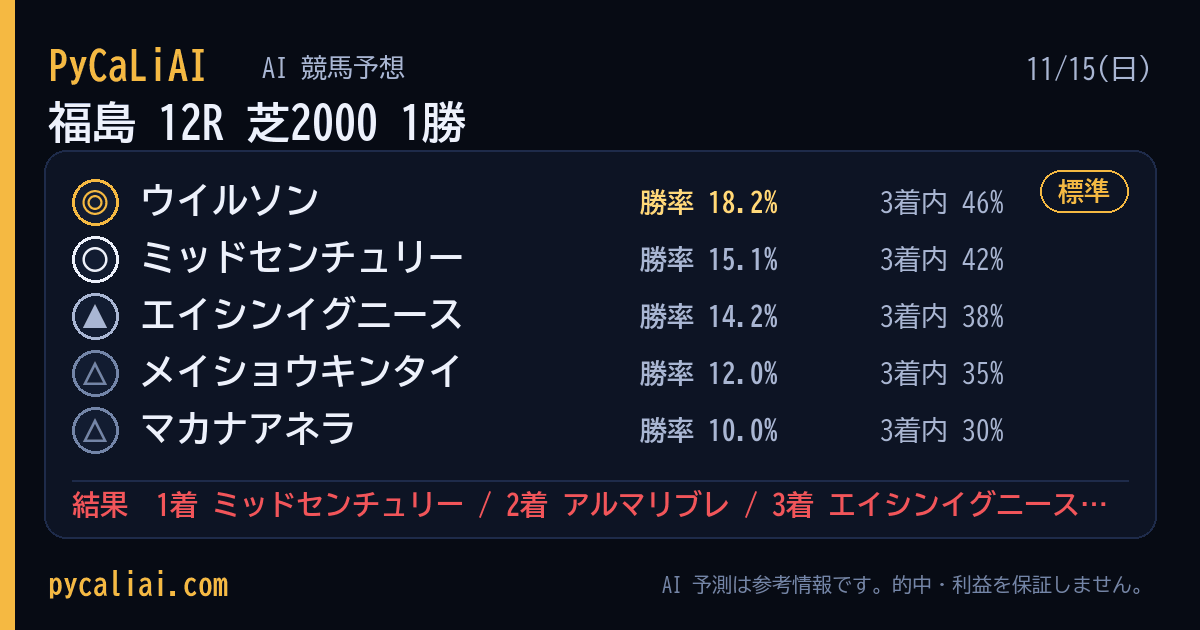 PyCaLiAI AI 競馬予想 11/15(日)
福島 12R 芝2000 1勝
◎ ウイルソン 勝率 18.2% 3着内 46% 標準
○ ミッドセンチュリー 勝率 15.1% 3着内 42%
▲ エイシンイグニース 勝率 14.2% 3着内 38%
△ メイショウキンタイ 勝率 12.0% 3着内 35%
△ マカナアネラ 勝率 10.0% 3着内 30%
結果 1着 ミッドセンチュリー / 2着 アルマリブレ / 3着 エイシンイグニース…
pycaliai.com AI 予測は参考情報です。的中・利益を保証しません。